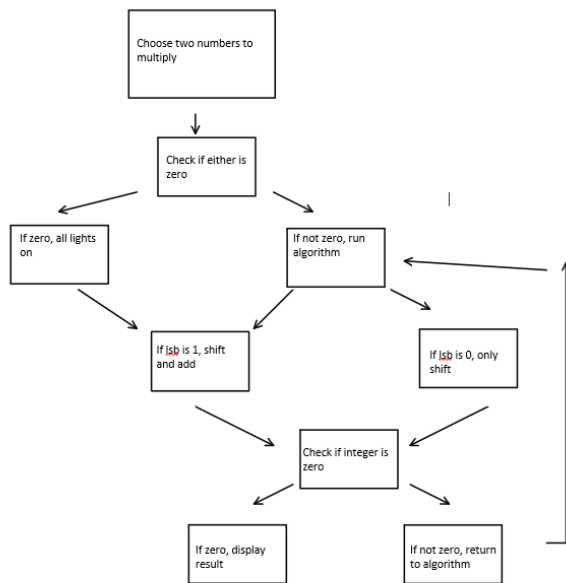 Choose two numbers to
multiply
Check if either is
zero
If zero, all lights
on
If not zero, run
algorithm
If lsb is 1, shift
and add
If lsb is 0, only
shift
Check if integer is
zero
If zero, display
result
If not zero, return
to algorithm